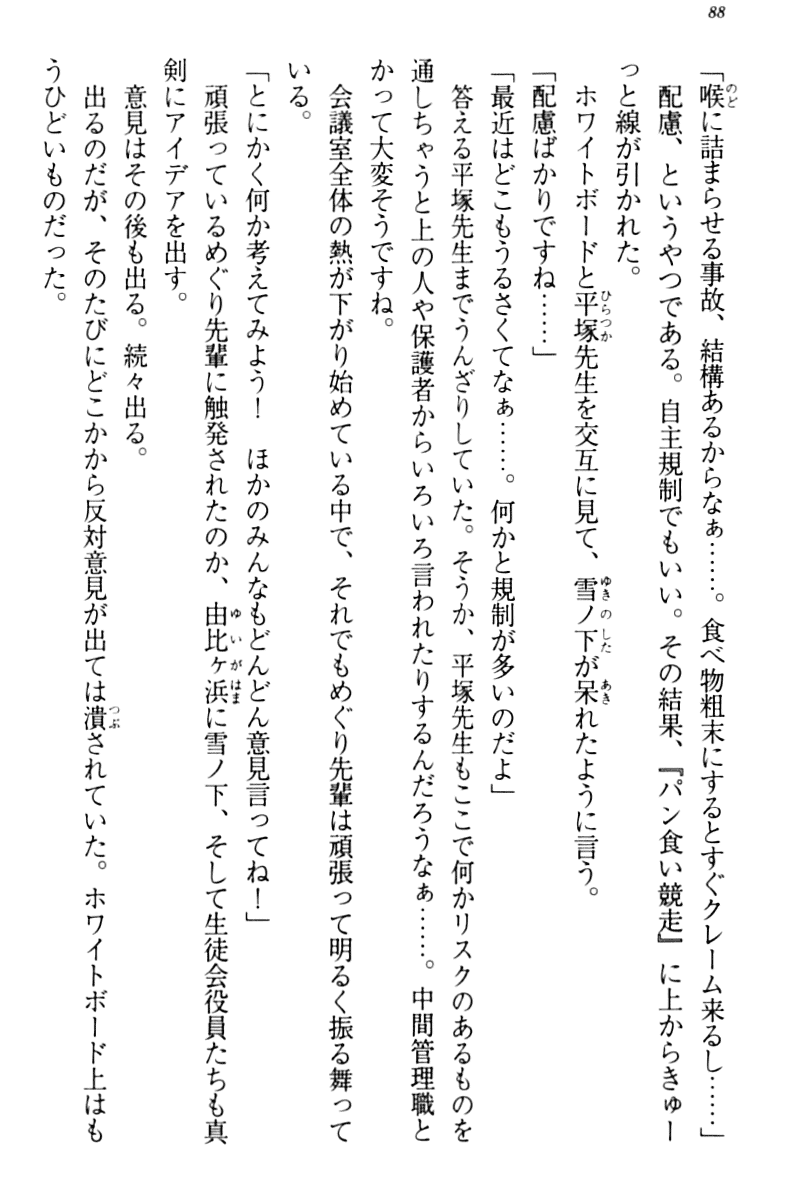 88
「喉に詰まらせる事故、結構あるからなぁ……。食べ物粗末にするとすぐクレーム来るし……」
配慮、というやつである。自主規制でもいい。その結果、『パン食い競走』に上からきゅー
っと線が引かれた。
ホワイトボードと平塚先生を交互に見て、雪ノ下が呆れたように言う。
「配慮ばかりですね……」
「最近はどこもうるさくてなぁ……。何かと規制が多いのだよ」
答える平塚先生までうんざりしていた。そうか、平塚先生もここで何かリスクのあるものを
通しちゃうと上の人や保護者からいろいろ言われたりするんだろうなぁ……。中間管理職と
かって大変そうですね。
会議室全体の熱が下がり始めている中で、それでもめぐり先輩は頑張って明るく振る舞って
いる。
「とにかく何か考えてみよう！　ほかのみんなもどんどん意見言ってね！」
頑張っているめぐり先輩に触発されたのか、由比ヶ浜に雪ノ下、そして生徒会役員たちも真
剣にアイデアを出す。
意見はその後も出る。続々出る。
出るのだが、そのたびにどこかから反対意見が出ては潰されていた。ホワイトボード上はも
うひどいものだった。